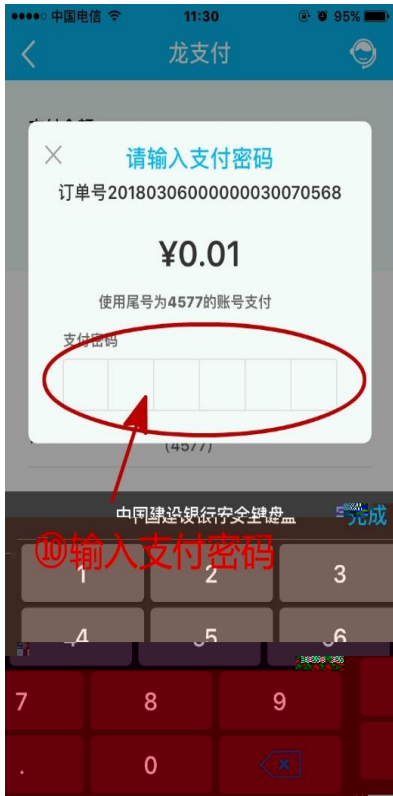 中国电信 11:30 95%
龙支付
请输入支付密码
订单号20180306000000030070568
¥0.01
使用尾号为4577的账号支付
支付密码
(4577)
中国建设银行安全键盘 完成
⑩输入支付密码
1 2 3
4 5 6
7 8 9
. 0